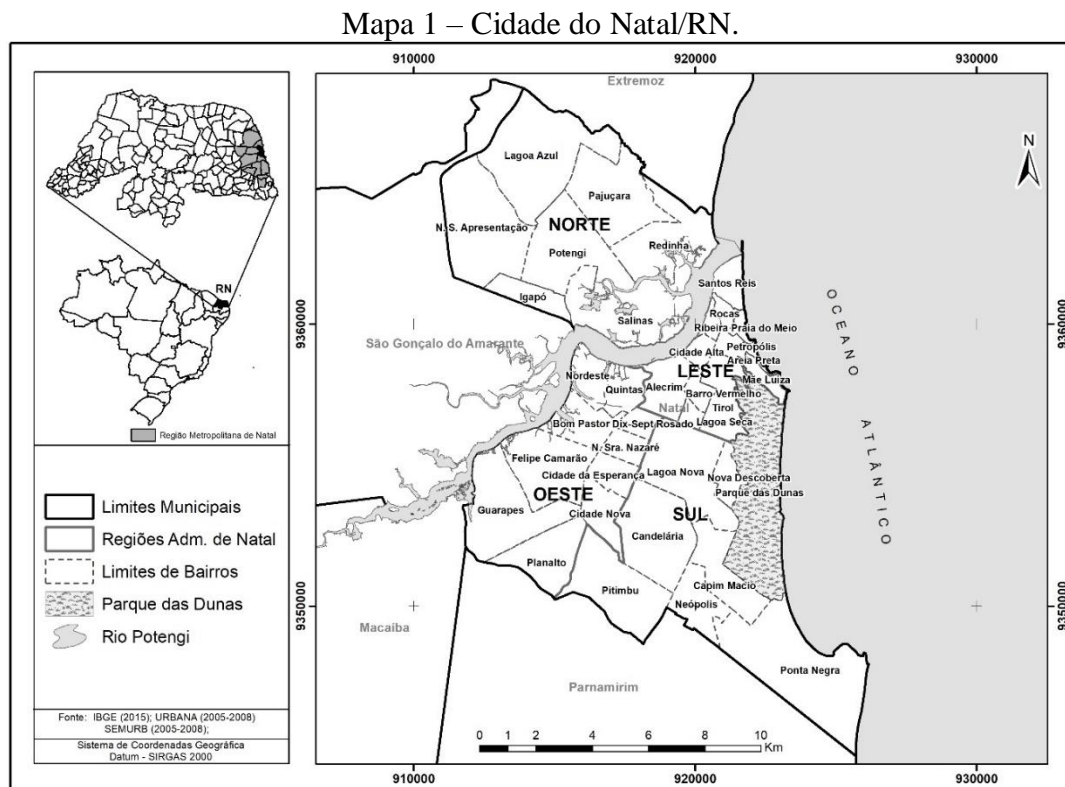 Mapa 1 – Cidade do Natal/RN.
910000
920000
930000
Extremoz
N
Lagoa Azul
Pajuçara
NORTE
N. S. Apresentação
Redinha
Potengi
Santos Reis
Igapó
RN
Rocas
Salinas
Ribeira Praia do Meio
9360000
9360000
São Gonçalo do Amarante
Petropólis
Cidade Alta
Areia Preta
LESTE
Nordeste
Mãe Luiza
Quintas
Alecrim
Barro Vermelho
Natal
Tirol
Bom Pastor
Dix-Sept Rosado
Lagoa Seca
Região Metropolitana de Natal
N. Sra. Nazaré
Felipe Camarão
Cidade da Esperança
Lagoa Nova
Nova Descoberta
Parque das Dunas
OESTE
Guarapes
Cidade Nova
SUL
Candelária
Planalto
Pitimbu
Capim Macio
Neópolis
9350000
9350000
Macaíba
Ponta Negra
Parnamirim
OCEANO ATLÂNTICO
Limites Municipais
Regiões Adm. de Natal
Limites de Bairros
Parque das Dunas
Rio Potengi
Fonte: IBGE (2015); URBANA (2005-2008)
SEMURB (2005-2008);
Sistema de Coordenadas Geográfica
Datum - SIRGAS 2000
0 1 2 4 6 8 10
Km
910000
920000
930000